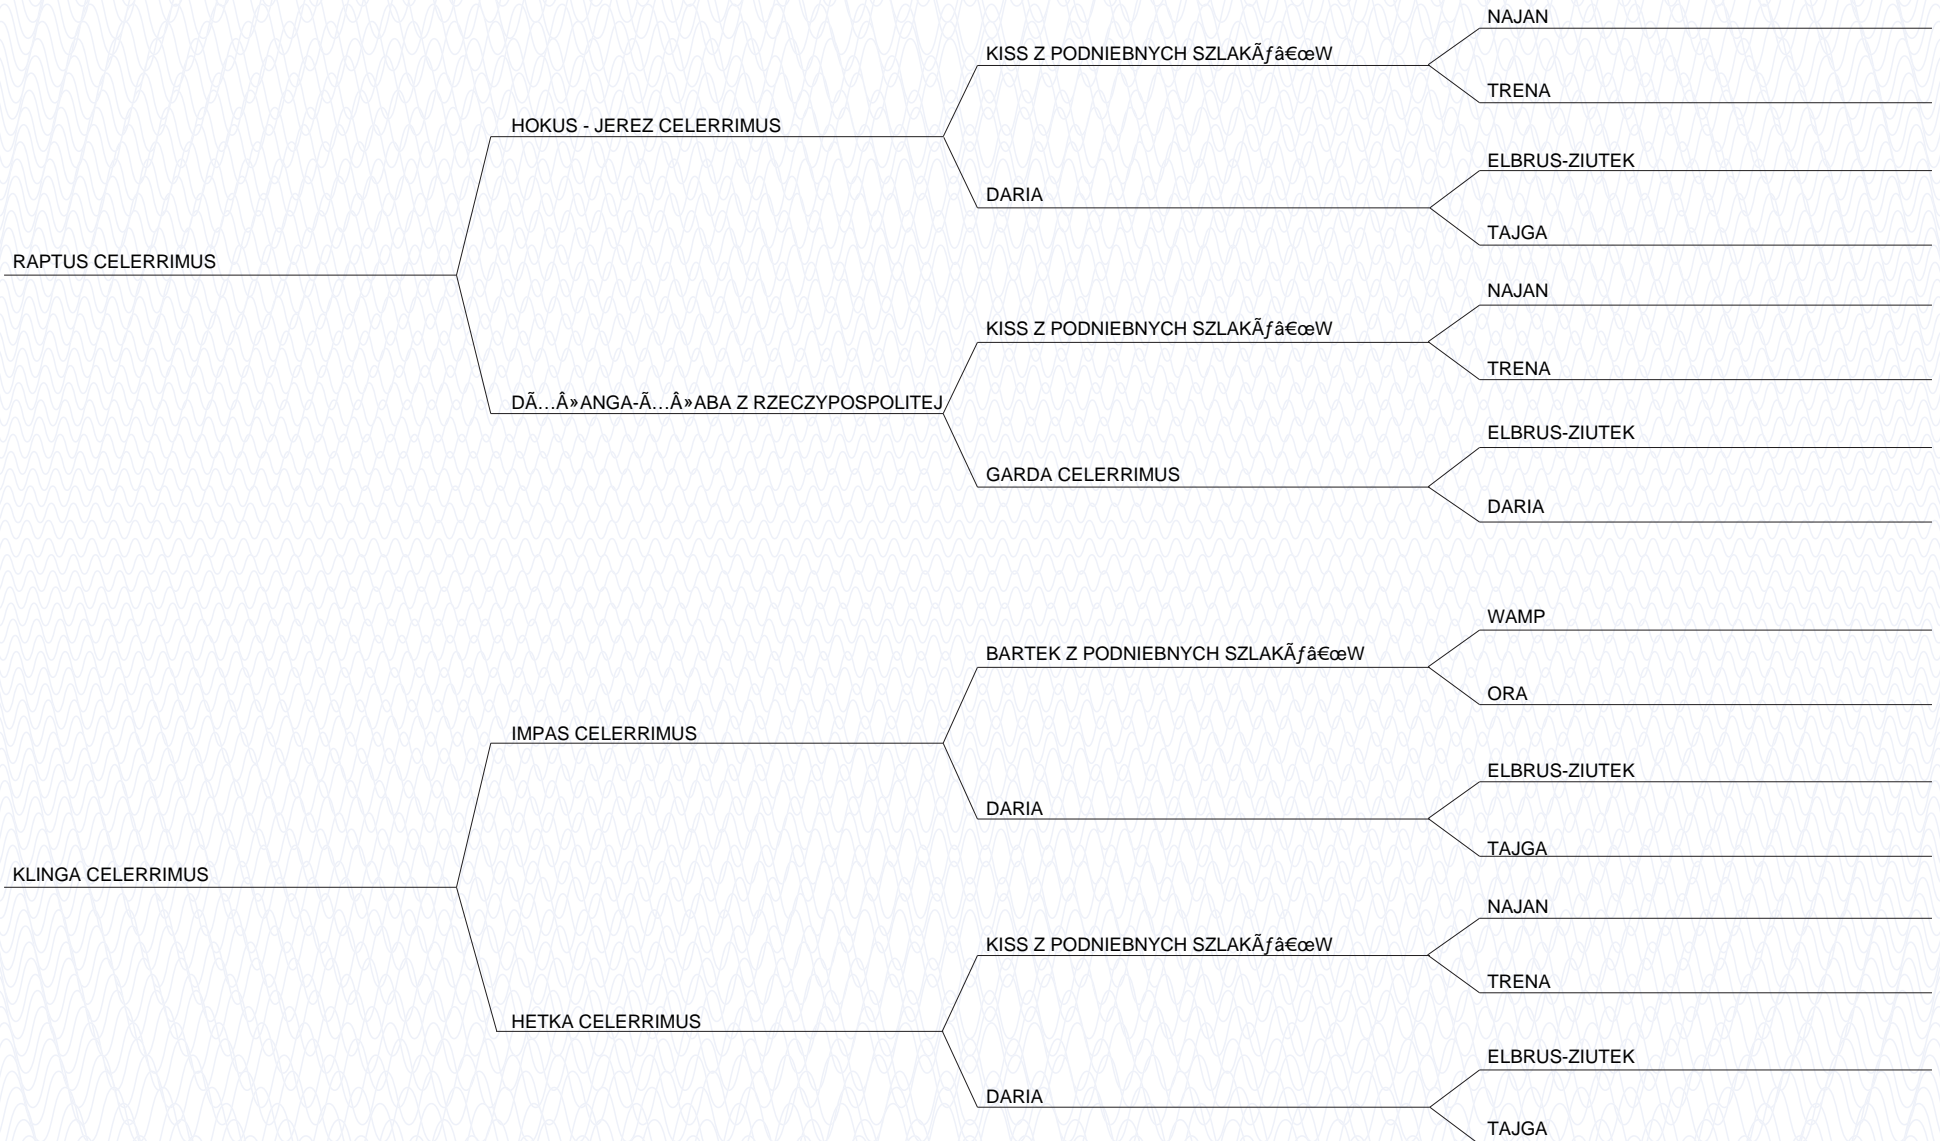 NAJAN
KISS Z PODNIEBNYCH SZLAKÃƒâ€œW
TRENA
HOKUS - JEREZ CELERRIMUS
ELBRUS-ZIUTEK
DARIA
TAJGA
RAPTUS CELERRIMUS
NAJAN
KISS Z PODNIEBNYCH SZLAKÃƒâ€œW
TRENA
DÃ…Â»ANGA-Ã…Â»ABA Z RZECZYPOSPOLITEJ
ELBRUS-ZIUTEK
GARDA CELERRIMUS
DARIA
WAMP
BARTEK Z PODNIEBNYCH SZLAKÃƒâ€œW
ORA
IMPAS CELERRIMUS
ELBRUS-ZIUTEK
DARIA
TAJGA
KLINGA CELERRIMUS
NAJAN
KISS Z PODNIEBNYCH SZLAKÃƒâ€œW
TRENA
HETKA CELERRIMUS
ELBRUS-ZIUTEK
DARIA
TAJGA